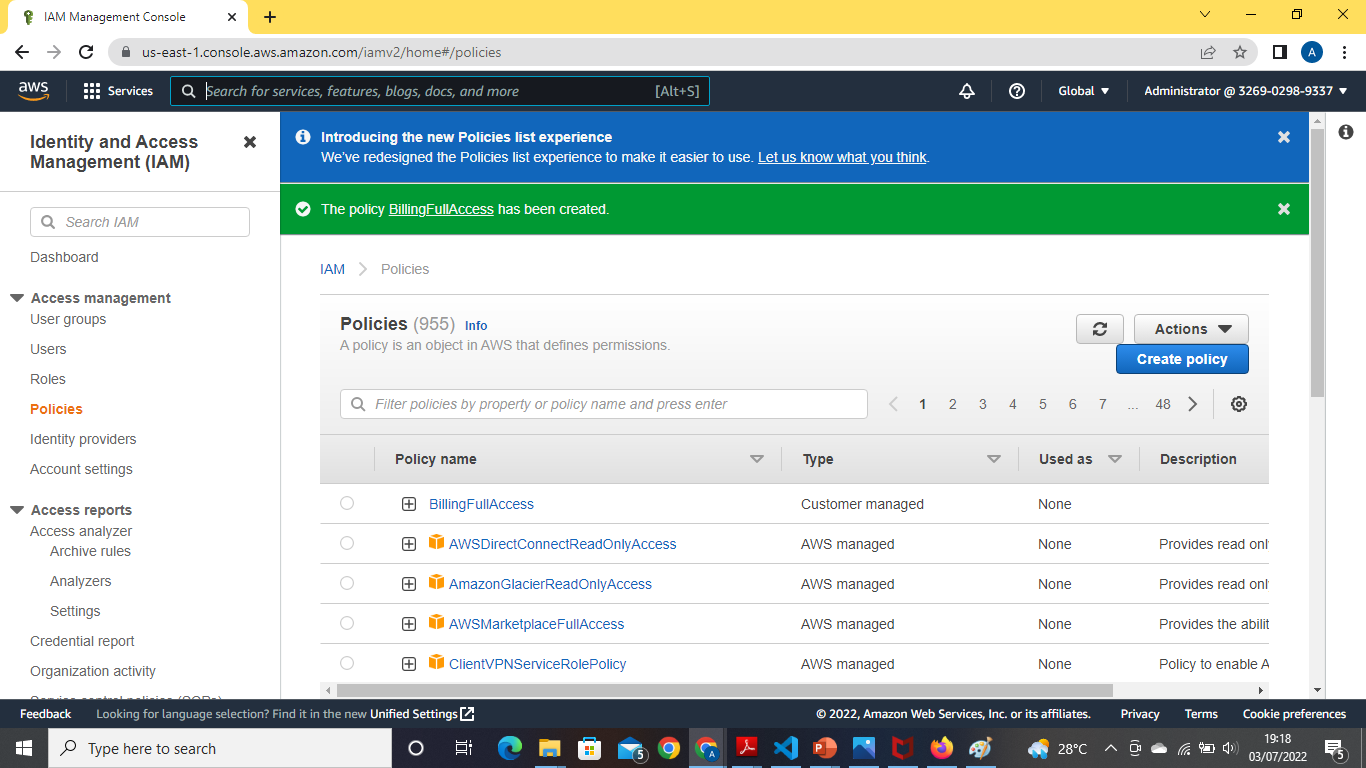 IAM Management Console
us-east-1.console.aws.amazon.com/iamv2/home#/policies
A
aws
Services
Search for services, features, blogs, docs, and more
[Alt+S]
Global
Administrator @ 3269-0298-9337
Identity and Access
Management (IAM)
Search IAM
Dashboard
Access management
User groups
Users
Roles
Policies
Identity providers
Account settings
Access reports
Access analyzer
Archive rules
Analyzers
Settings
Credential report
Organization activity
Service control policies (SCPs)
Introducing the new Policies list experience
We've redesigned the Policies list experience to make it easier to use. Let us know what you think.
The policy BillingFullAccess has been created.
IAM Policies
Policies (955) Info
A policy is an object in AWS that defines permissions.
Actions
Create policy
Filter policies by property or policy name and press enter
1 2 3 4 5 6 7 ... 48
Policy name Type Used as Description
BillingFullAccess Customer managed None
AWSDirectConnectReadOnlyAccess AWS managed None Provides read onl
AmazonGlacierReadOnlyAccess AWS managed None Provides read onl
AWSMarketplaceFullAccess AWS managed None Provides the abilit
ClientVPNServiceRolePolicy AWS managed None Policy to enable A
Feedback Looking for language selection? Find it in the new Unified Settings
© 2022, Amazon Web Services, Inc. or its affiliates. Privacy Terms Cookie preferences
Type here to search
5
A
28°C
19:18
03/07/2022
5